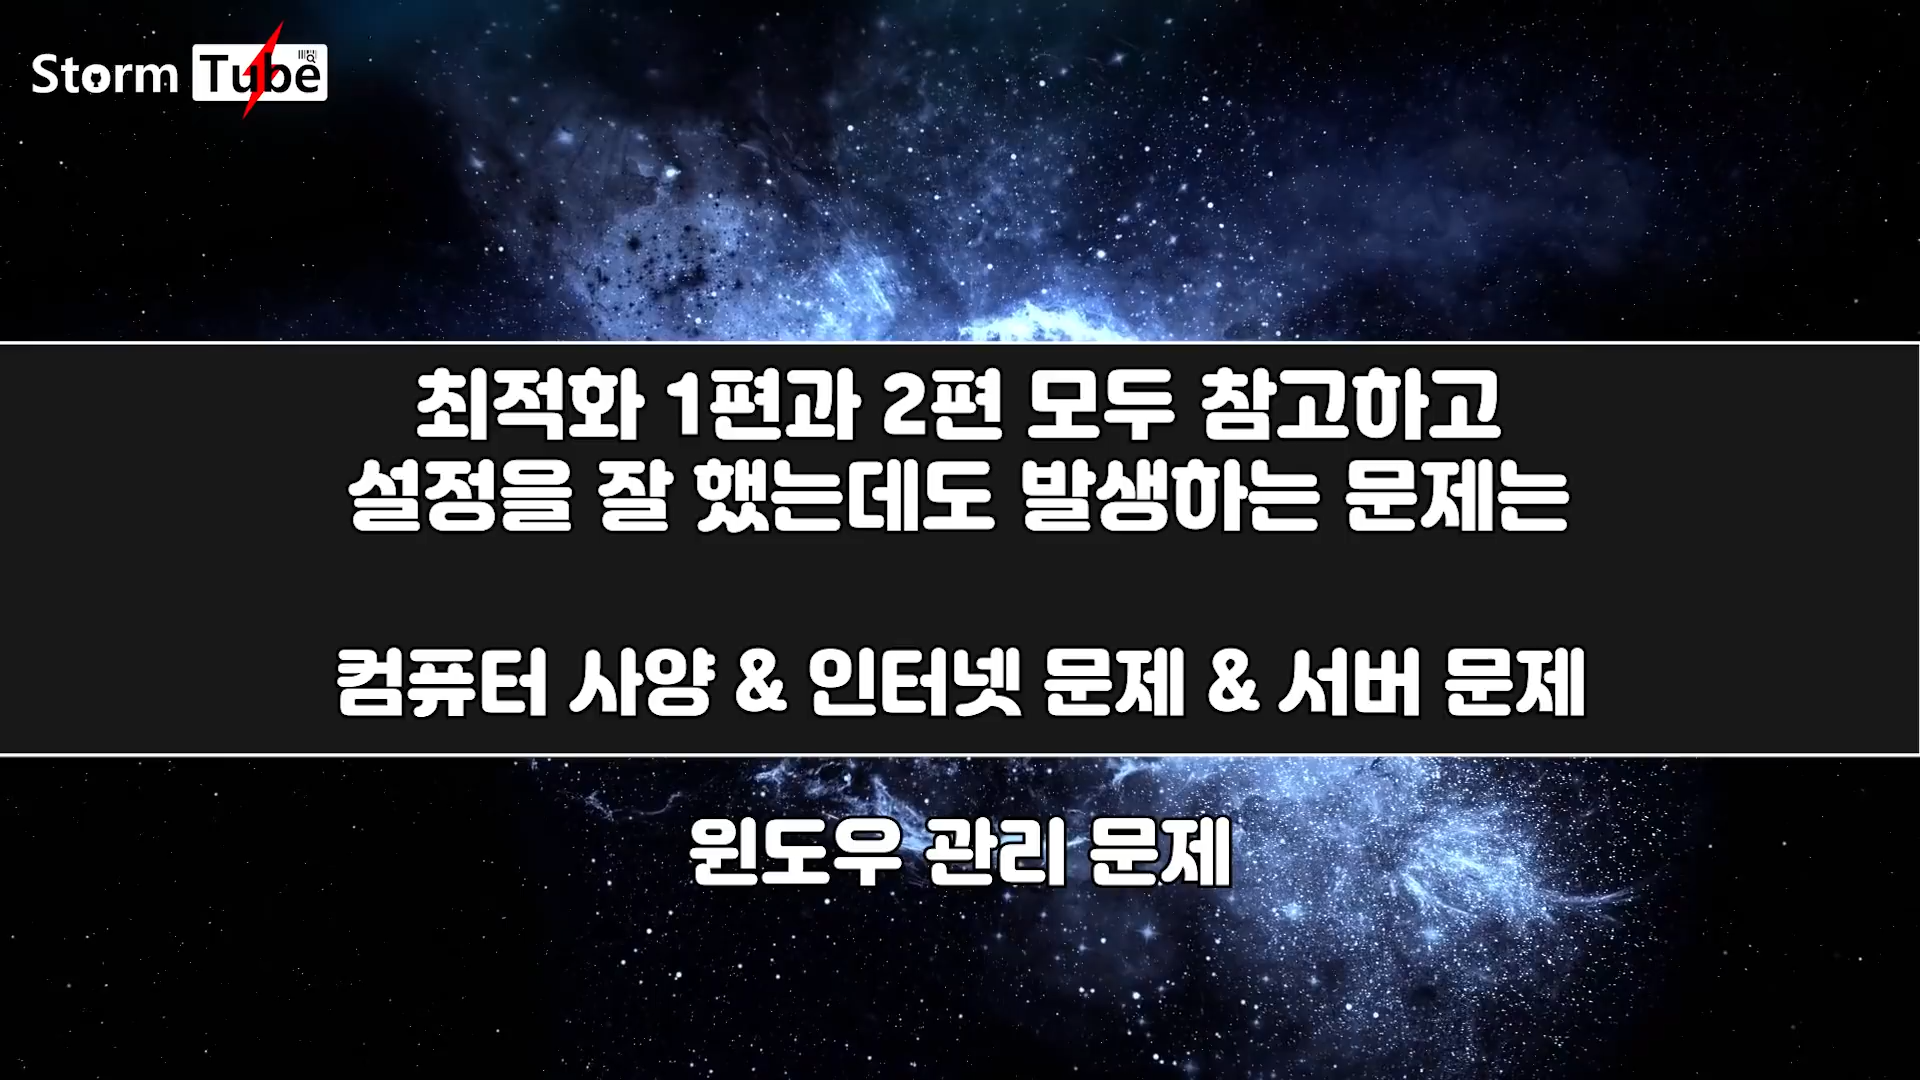 Storm Tube
최적화 1편과 2편 모두 참고하고
설정을 잘 했는데도 발생하는 문제는
컴퓨터 사양 & 인터넷 문제 & 서버 문제
윈도우 관리 문제